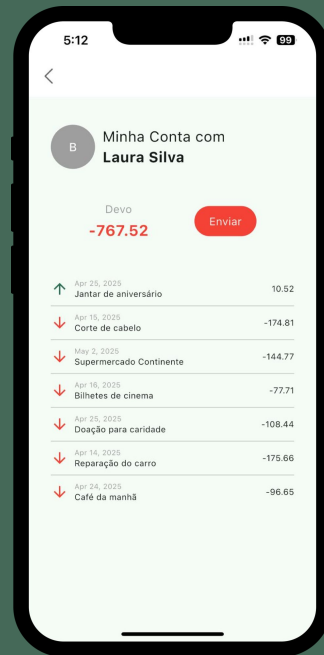 5:12
99
B
Minha Conta com
Laura Silva
Devo
-767.52
Enviar
Apr 25, 2025
Jantar de aniversário
10.52
Apr 15, 2025
Corte de cabelo
-174.81
May 2, 2025
Supermercado Continente
-144.77
Apr 16, 2025
Bilhetes de cinema
-77.71
Apr 25, 2025
Doação para caridade
-108.44
Apr 14, 2025
Reparação do carro
-175.66
Apr 24, 2025
Café da manhã
-96.65